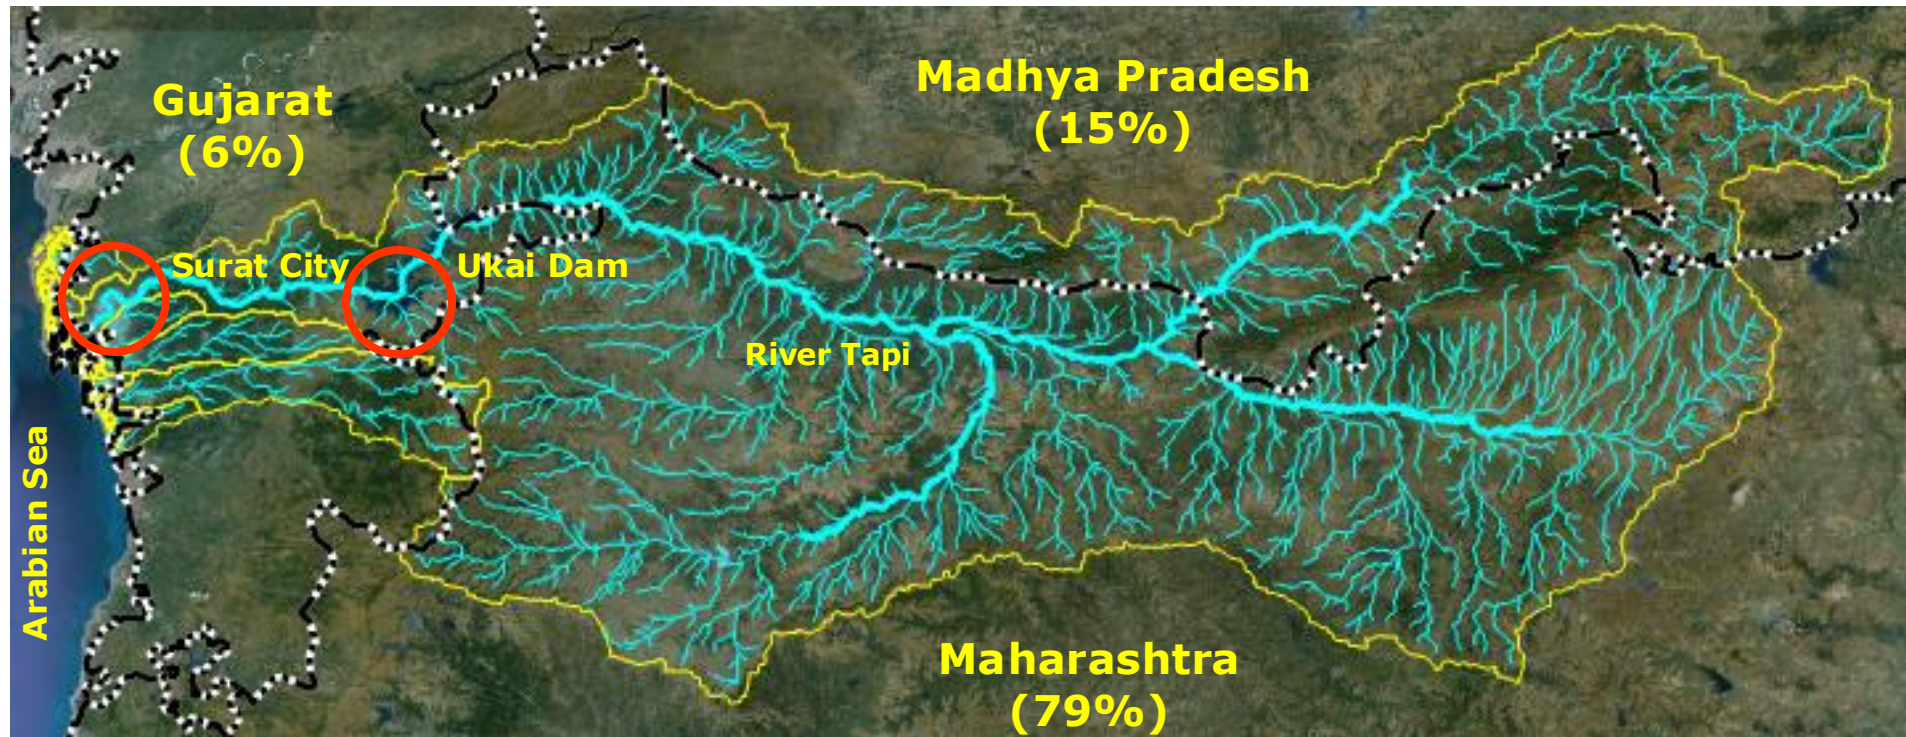 Gujarat
(6%)
Madhya Pradesh
(15%)
Surat City
Ukai Dam
River Tapi
Arabian Sea
Maharashtra
(79%)